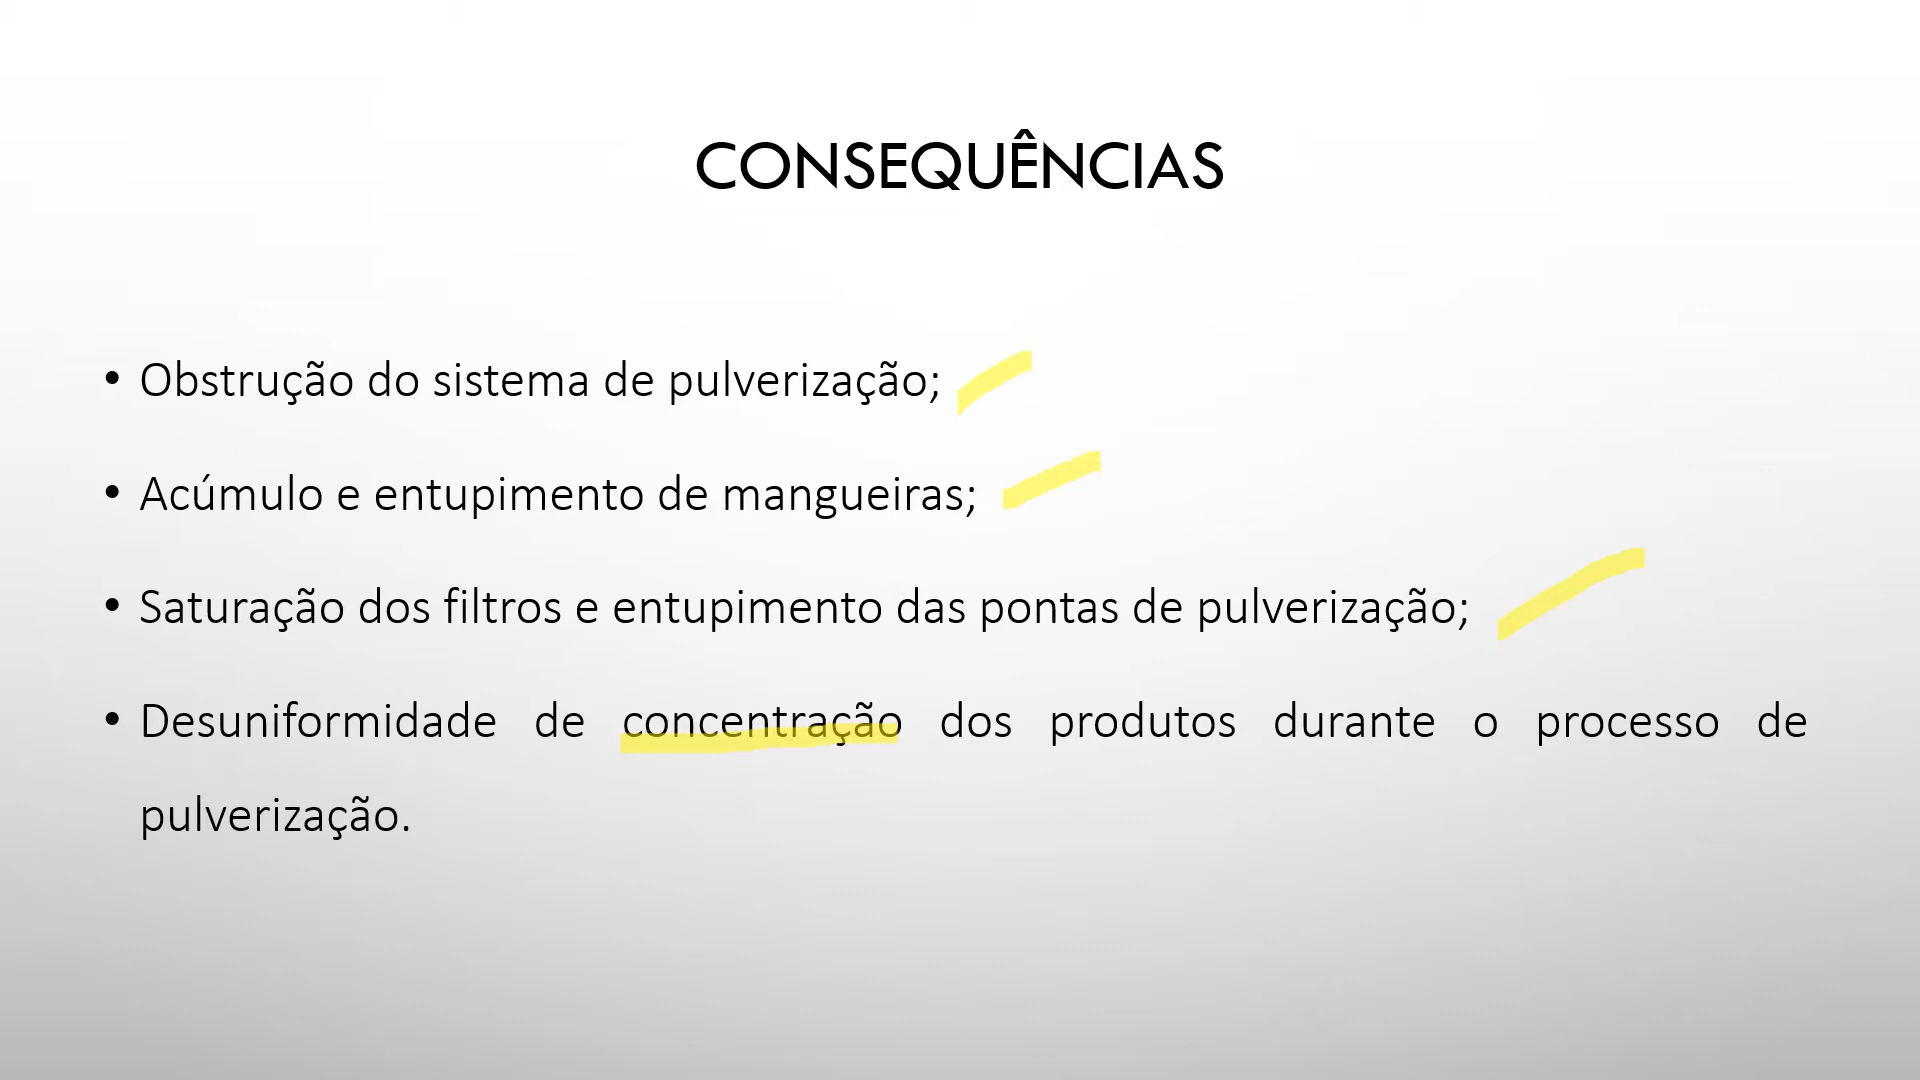 CONSEQUÊNCIAS
• Obstrução do sistema de pulverização;
• Acúmulo e entupimento de mangueiras;
• Saturação dos filtros e entupimento das pontas de pulverização;
• Desuniformidade de concentração dos produtos durante o processo de
pulverização.